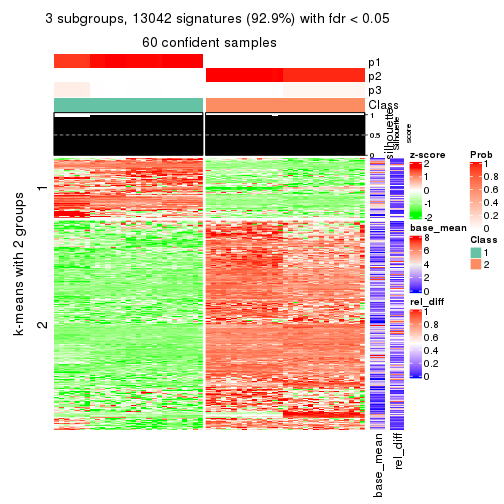 3 subgroups, 13042 signatures (92.9%) with fdr < 0.05
60 confident samples
p1
p2
p3
Class
silhouette
Silhouette
score
1
0.5
0
k-means with 2 groups
1
2
base_mean
rel_diff
z-score
2
1
0
-1
-2
base_mean
8
6
4
2
0
rel_diff
1
0.8
0.6
0.4
0.2
0
Prob
1
0.8
0.6
0.4
0.2
0
Class
1
2